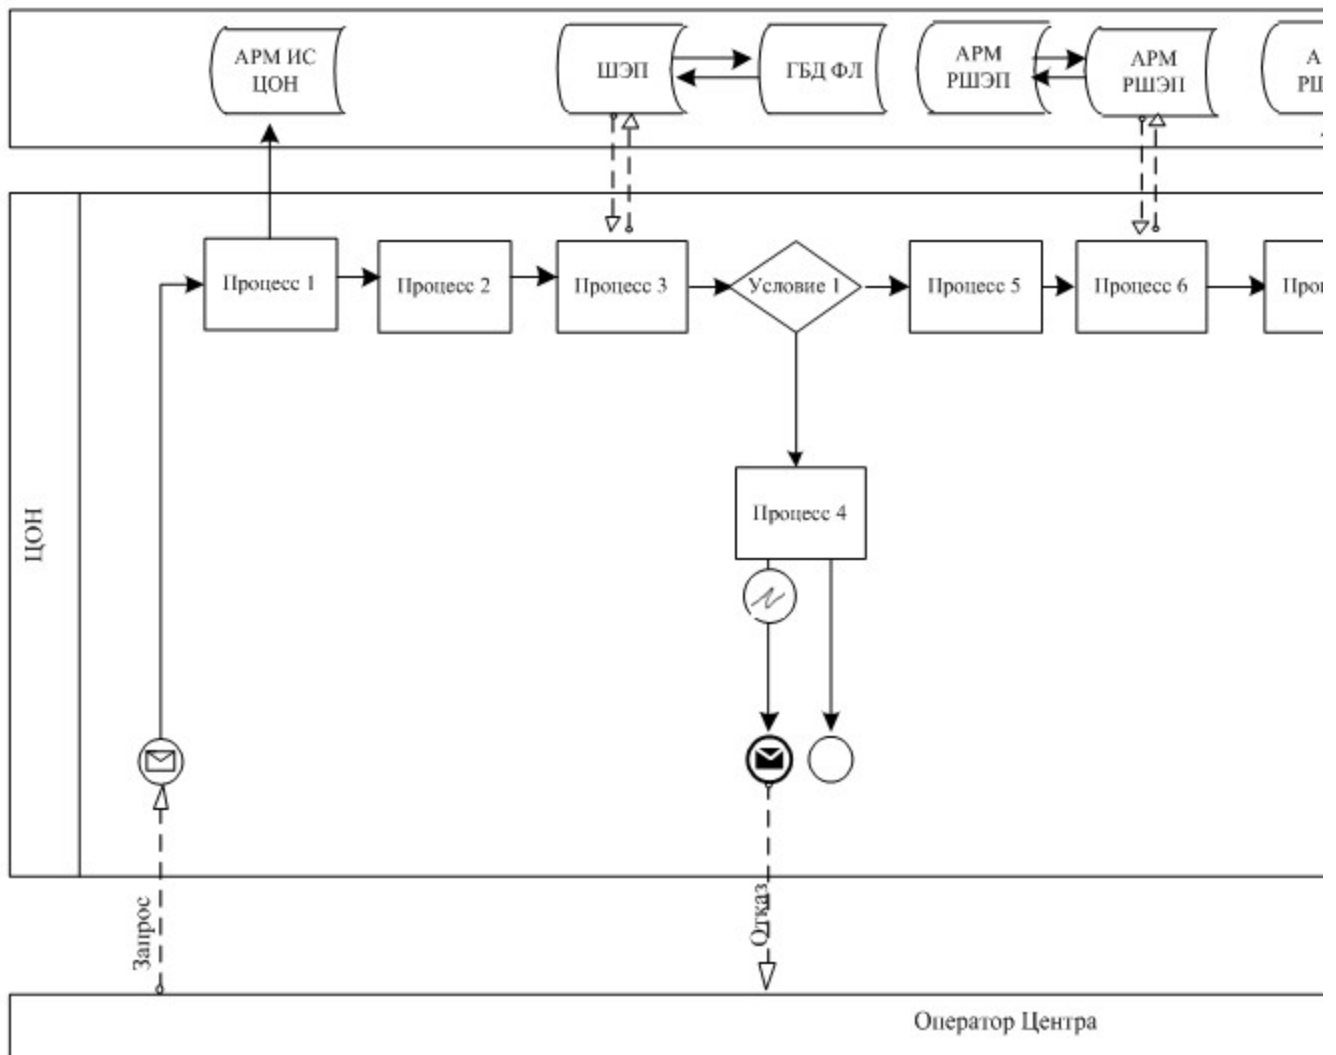 АРМ ИС
ЦОН
ШЭП
ГБД ФЛ
АРМ
РШЭП
АРМ
РШЭП
Процесс 1
Процесс 2
Процесс 3
Условие 1
Процесс 5
Процесс 6
Процесс 4
ЦОН
Запрос
Отказ
Оператор Центра